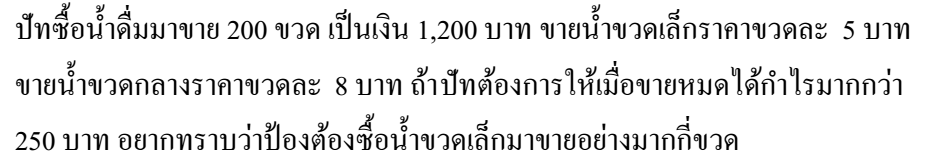 ปัทซื้อน้ำดื่มมาขาย 200 ขวด เป็นเงิน 1,200 บาท ขายน้ำขวดเล็กราคาขวดละ 5 บาท
ขายน้ำขวดกลางราคาขวดละ 8 บาท ถ้าปัทต้องการให้เมื่อขายหมดได้กำไรมากกว่า
250 บาท อยากทราบว่าป้องต้องซื้อน้ำขวดเล็กมาขายอย่างมากกี่ขวด